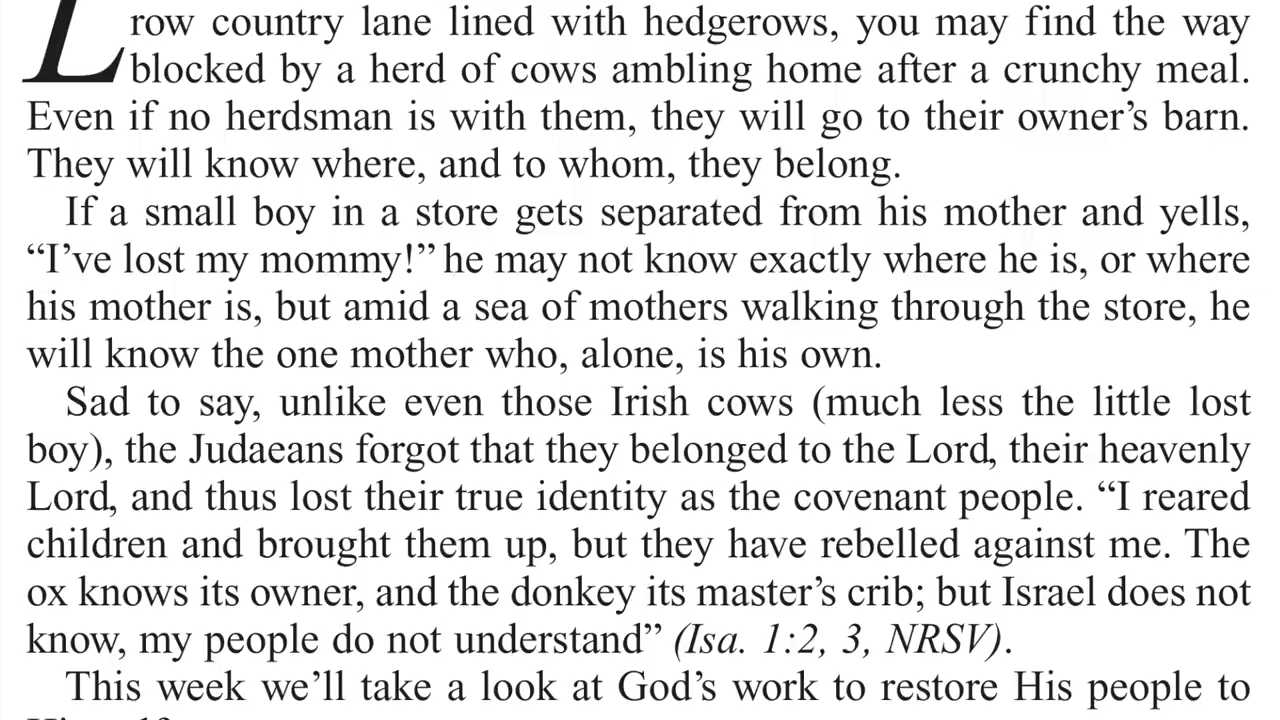 L
row country lane lined with hedgerows, you may find the way
blocked by a herd of cows ambling home after a crunchy meal.
Even if no herdsman is with them, they will go to their owner’s barn.
They will know where, and to whom, they belong.
If a small boy in a store gets separated from his mother and yells,
“I’ve lost my mommy!” he may not know exactly where he is, or where
his mother is, but amid a sea of mothers walking through the store, he
will know the one mother who, alone, is his own.
Sad to say, unlike even those Irish cows (much less the little lost
boy), the Judaeans forgot that they belonged to the Lord, their heavenly
Lord, and thus lost their true identity as the covenant people. “I reared
children and brought them up, but they have rebelled against me. The
ox knows its owner, and the donkey its master’s crib; but Israel does not
know, my people do not understand” (Isa. 1:2, 3, NRSV).
This week we’ll take a look at God’s work to restore His people to